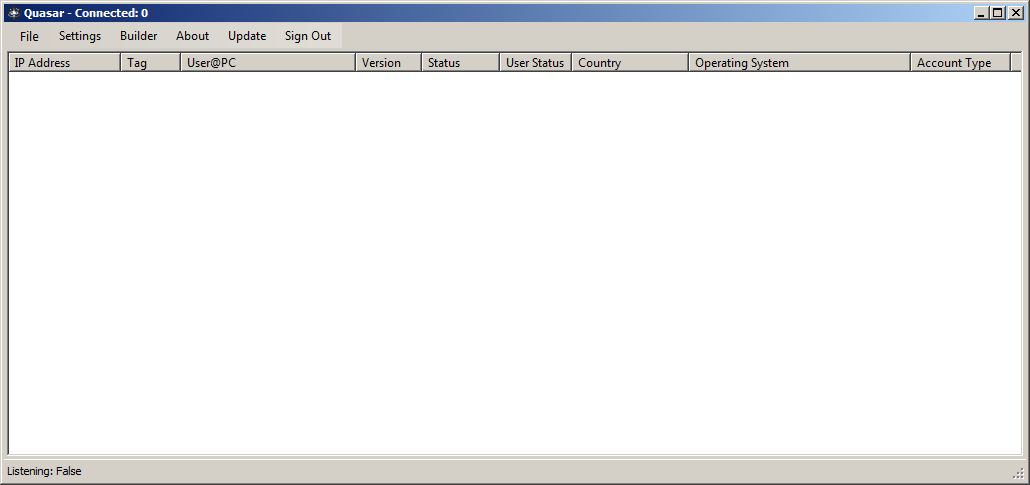 Quasar - Connected: 0
File Settings Builder About Update Sign Out
IP Address Tag User@PC Version Status User Status Country Operating System Account Type
Listening: False